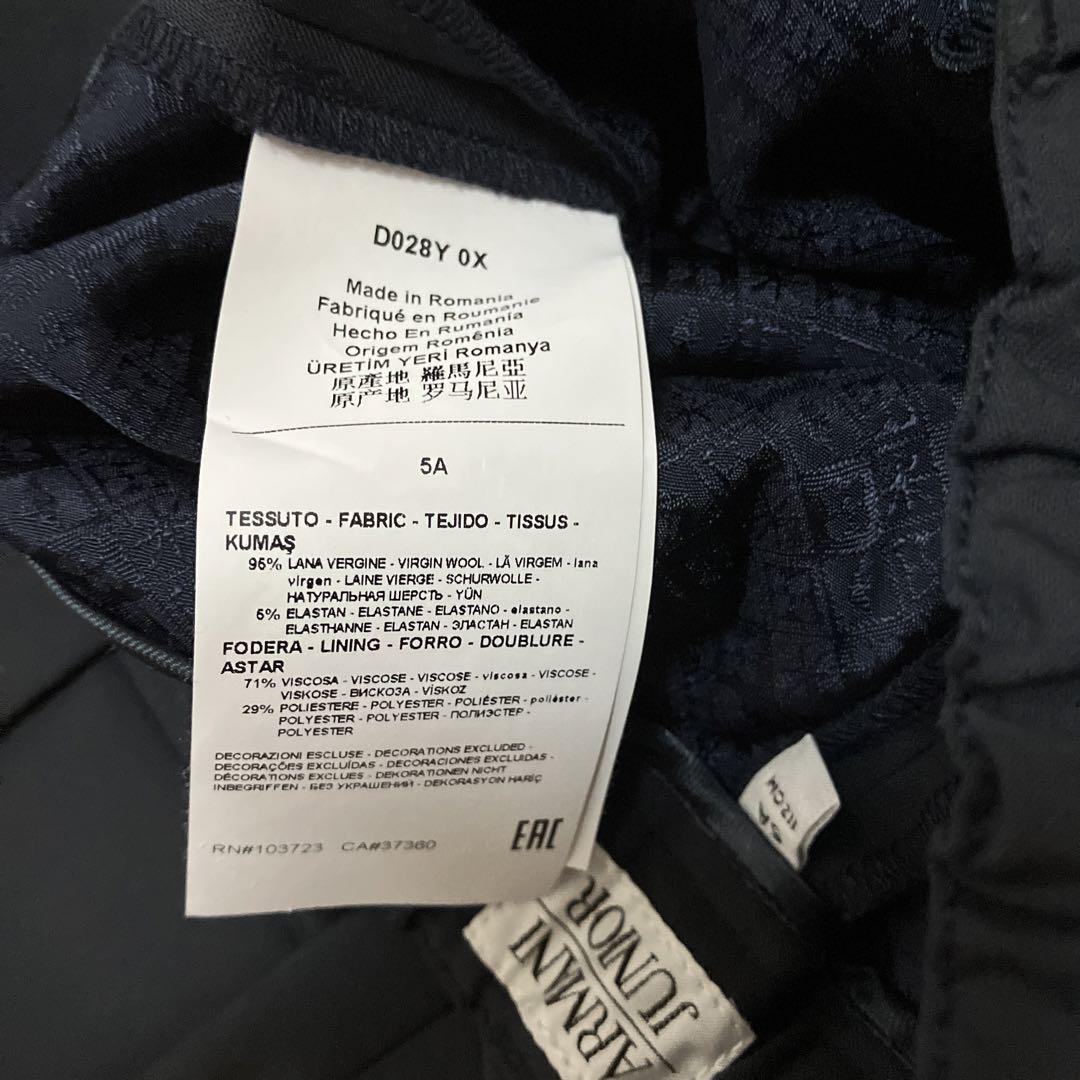 D028Y 0X
Made in Romania
Fabriqué en Roumanie
Hecho En Rumania
Origem Romênia
ÜRETİM YERİ Romanya
原產地 羅馬尼亞
原产地 罗马尼亚
5A
TESSUTO - FABRIC - TEJIDO - TISSUS -
KUMAŞ
95% LANA VERGINE - VIRGIN WOOL - LÃ VIRGEM - lana
virgen - LAINE VIERGE - SCHURWOLLE -
НАТУРАЛЬНАЯ ШЕРСТЬ - YÜN
5% ELASTAN - ELASTANE - ELASTANO - elastano -
ELASTHANNE - ELASTAN - ЭЛАСТАН - ELASTAN
FODERA - LINING - FORRO - DOUBLURE -
ASTAR
71% VISCOSA - VISCOSE - VISCOSE - viscosa - VISCOSE -
VISKOSE - ВИСКОЗА - VİSKOZ
29% POLIESTERE - POLYESTER - POLIÉSTER - poliéster -
POLYESTER - POLYESTER - ПОЛИЭСТЕР -
POLYESTER
DECORAZIONI ESCLUSE - DECORATIONS EXCLUDED -
DECORAÇÕES EXCLUÍDAS - DECORACIONES EXCLUIDAS -
DÉCORATIONS EXCLUES - DEKORATIONEN NICHT
INBEGRIFFEN - БЕЗ УКРАШЕНИЙ - DEKORASYON HARİÇ
RN#103723 CA#37360
EAC
5A
112CM
ARMANI
JUNIOR